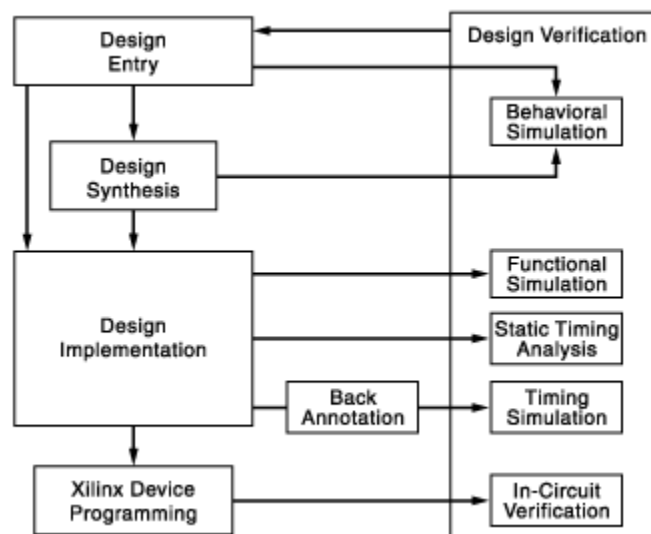 Design
Entry
Design Verification
Behavioral
Simulation
Design
Synthesis
Functional
Simulation
Design
Implementation
Static Timing
Analysis
Back
Annotation
Timing
Simulation
Xilinx Device
Programming
In-Circuit
Verification